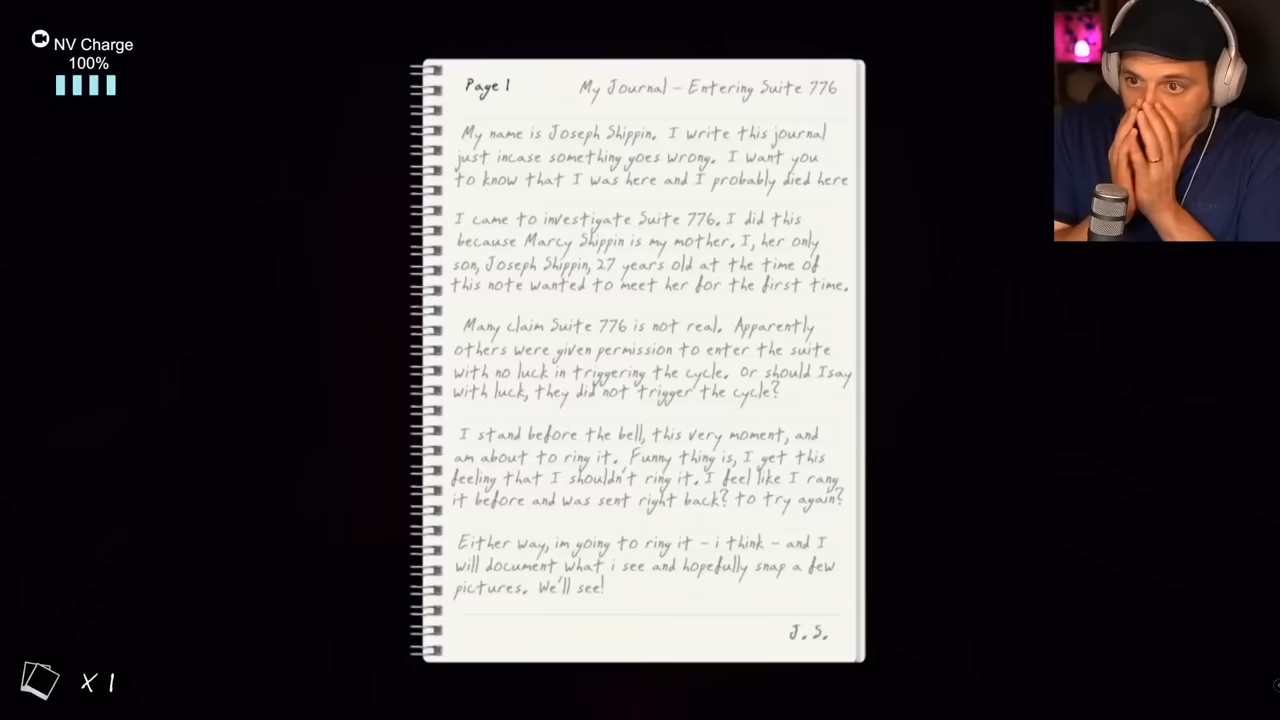 NV Charge
100%
Page 1
My Journal - Entering Suite 776
My name is Joseph Shippin. I write this journal
just incase something goes wrong. I want you
to know that I was here and I probably died here
I came to investigate Suite 776. I did this
because Marcy Shippin is my mother. I, her only
son, Joseph Shippin, 27 years old at the time of
this note wanted to meet her for the first time.
Many claim Suite 776 is not real. Apparently
others were given permission to enter the suite
with no luck in triggering the cycle. Or should I say
with luck, they did not trigger the cycle?
I stand before the bell, this very moment, and
am about to ring it. Funny thing is, I get this
feeling that I shouldn't ring it. I feel like I rang
it before and was sent right back? to try again?
Either way, im going to ring it - i think - and I
will document what i see and hopefully snap a few
pictures. We'll see!
J.S.
X 1